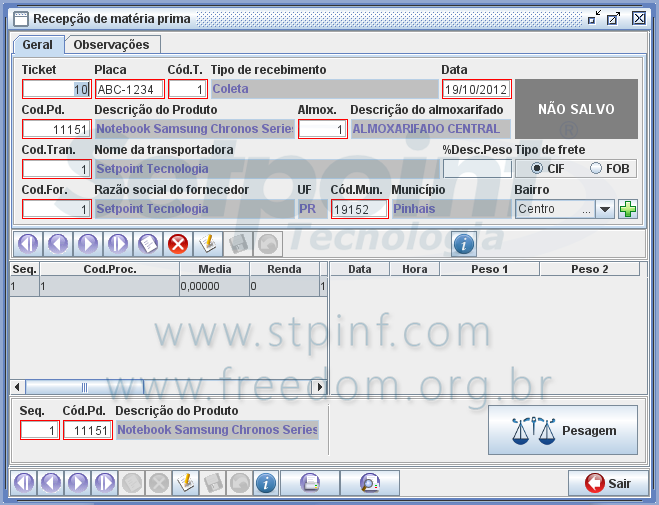 Recepção de matéria prima
Geral Observações
Ticket Placa Cód.T. Tipo de recebimento Data
10 ABC-1234 1 Coleta 19/10/2012
NÃO SALVO
Cod.Pd. Descrição do Produto Almox. Descrição do almoxarifado
11151 Notebook Samsung Chronos Series 1 ALMOXARIFADO CENTRAL
Cod.Tran. Nome da transportadora %Desc.Peso Tipo de frete
1 Setpoint Tecnologia CIF FOB
Cod.For. Razão social do fornecedor UF Cód.Mun. Município Bairro
1 Setpoint Tecnologia PR 19152 Pinhais Centro ...
Setpoint ®
Tecnologia
Seq. Cod.Proc. Media Renda Data Hora Peso 1 Peso 2
1 1 0,00000 0 1
www.stpinf.com
www.freedom.org.br
Seq. Cód.Pd. Descrição do Produto
1 11151 Notebook Samsung Chronos Series
Pesagem
Sair